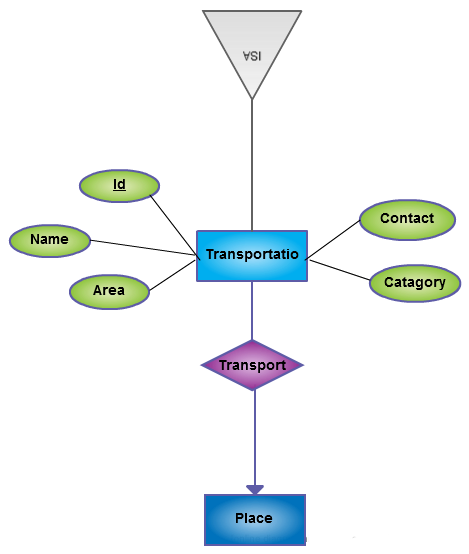 ISA
Id
Name
Area
Transportatio
Contact
Catagory
Transport
Place